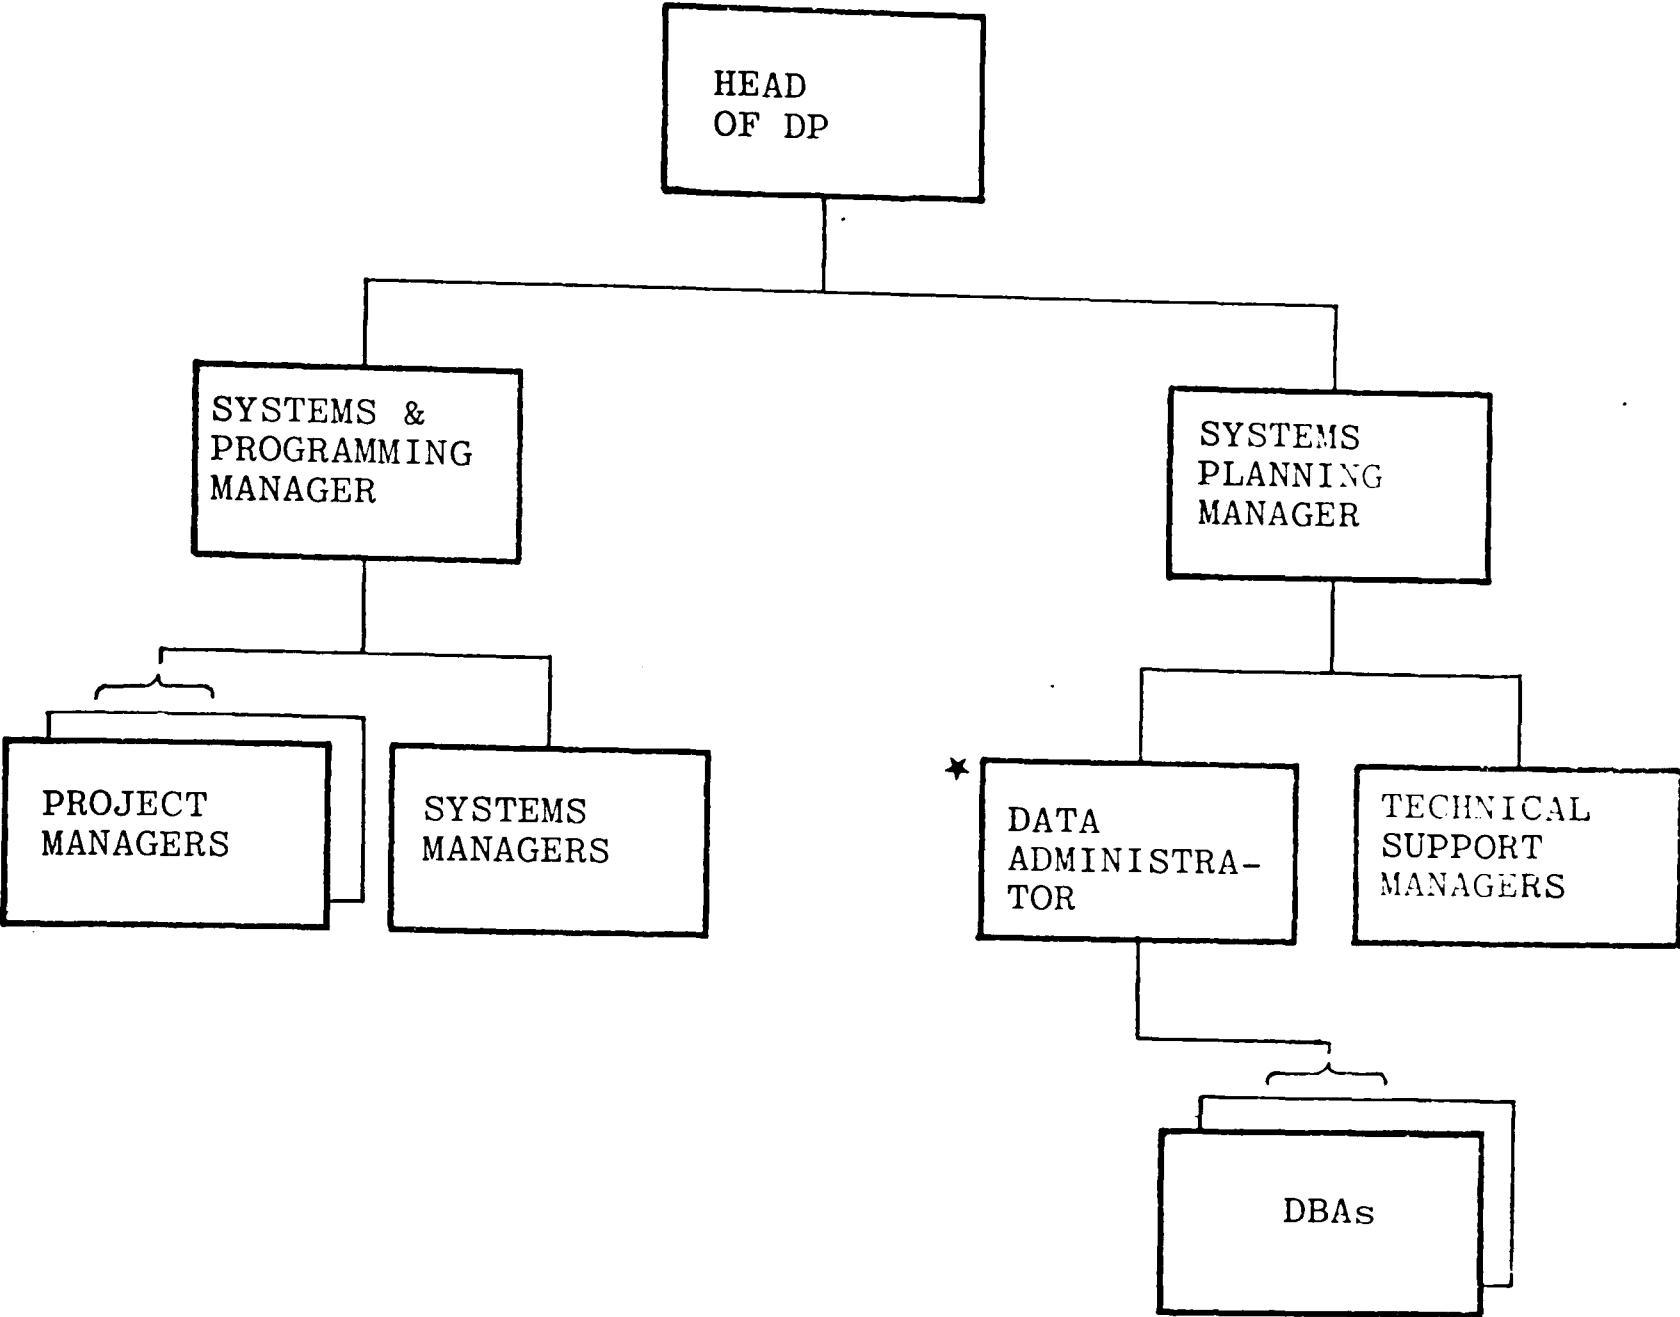 HEAD
OF DP
SYSTEMS &
PROGRAMMING
MANAGER
SYSTEMS
PLANNING
MANAGER
PROJECT
MANAGERS
SYSTEMS
MANAGERS
★
DATA
ADMINISTRA-
TOR
TECHNICAL
SUPPORT
MANAGERS
DBAs